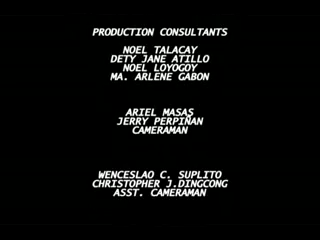 PRODUCTION CONSULTANTS
NOEL TALACAY
DETY JANE ATILLO
NOEL LOYOGOY
MA. ARLENE GABON
ARIEL MASAS
JERRY PERPIÑAN
CAMERAMAN
WENCESLAO C. SUPLITO
CHRISTOPHER J.DINGCONG
ASST. CAMERAMAN